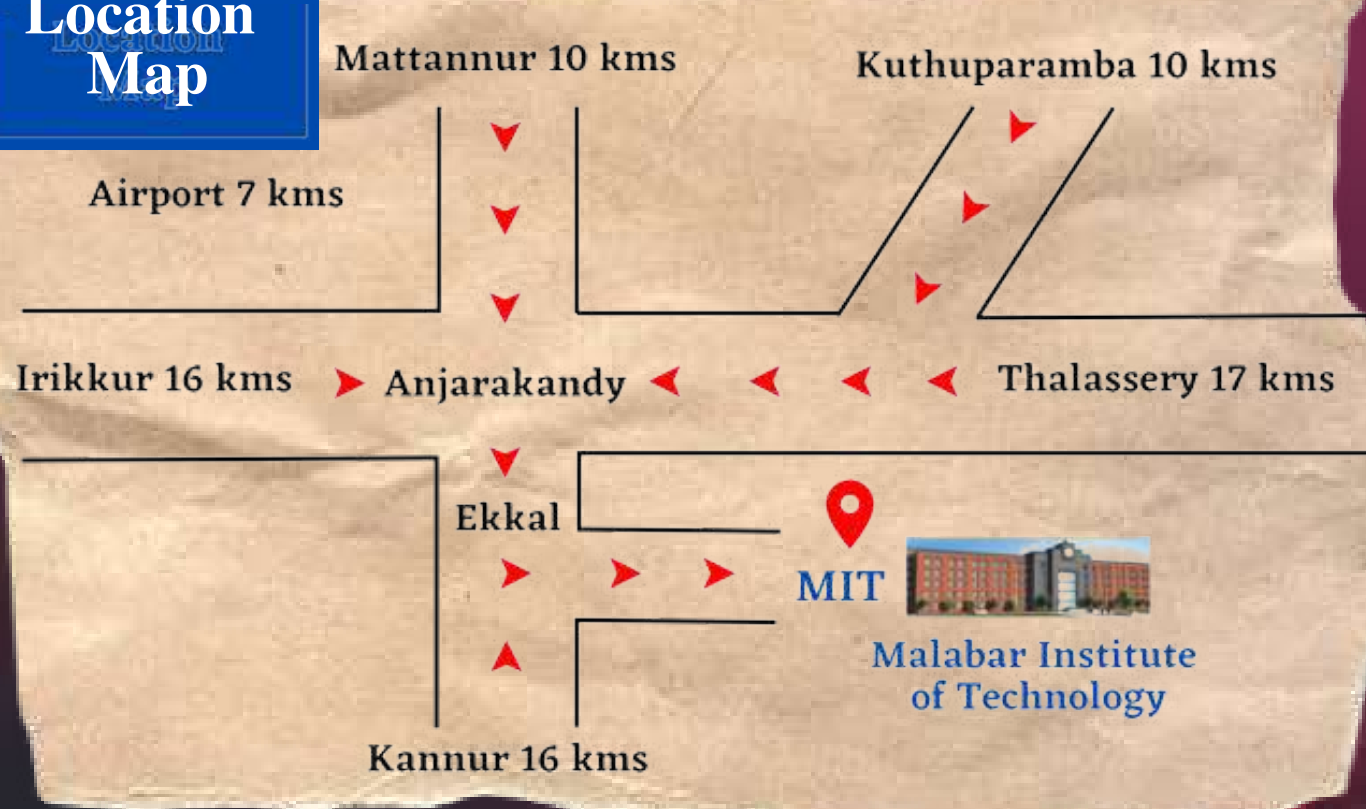 Location
Map
Mattannur 10 kms
Kuthuparamba 10 kms
Airport 7 kms
Irikkur 16 kms
Anjarakandy
Thalassery 17 kms
Ekkal
MIT
Malabar Institute
of Technology
Kannur 16 kms